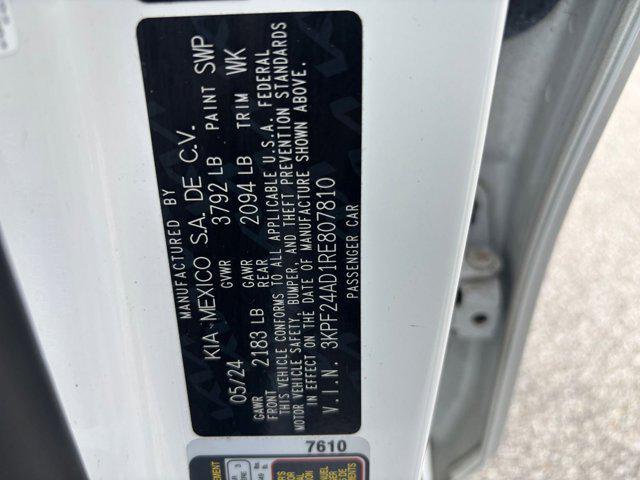 MANUFACTURED BY
KIA MEXICO S.A. DE C.V.
05/24 GVWR 3792 LB PAINT SWP
GAWR FRONT 2183 LB GAWR REAR 2094 LB TRIM WK
THIS VEHICLE CONFORMS TO ALL APPLICABLE U.S.A. FEDERAL
MOTOR VEHICLE SAFETY, BUMPER, AND THEFT PREVENTION STANDARDS
IN EFFECT ON THE DATE OF MANUFACTURE SHOWN ABOVE.
V.I.N. 3KPF24AD1RE807810
PASSENGER CAR
7610